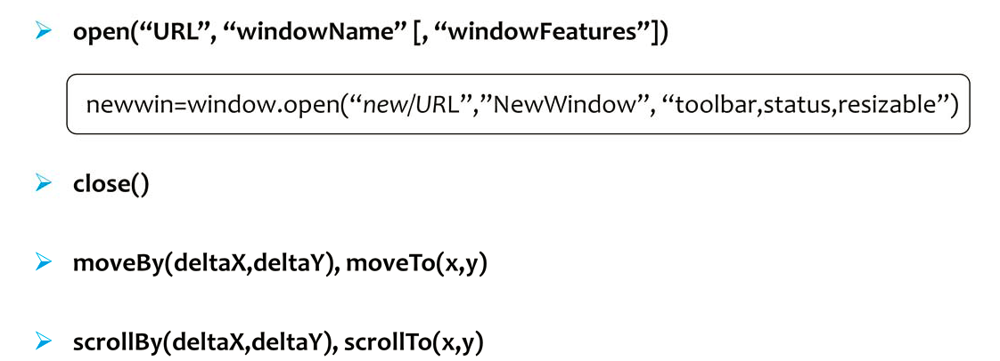 open(“URL”, “windowName” [, “windowFeatures”])
newwin=window.open(“new/URL”,”NewWindow”, “toolbar,status,resizable”)
close()
moveBy(deltaX,deltaY), moveTo(x,y)
scrollBy(deltaX,deltaY), scrollTo(x,y)